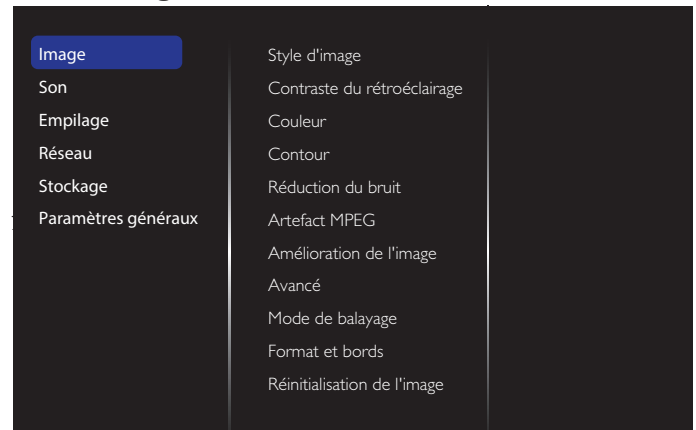 Image
Son
Empilage
Réseau
Stockage
Paramètres généraux
Style d'image
Contraste du rétroéclairage
Couleur
Contour
Réduction du bruit
Artefact MPEG
Amélioration de l'image
Avancé
Mode de balayage
Format et bords
Réinitialisation de l'image